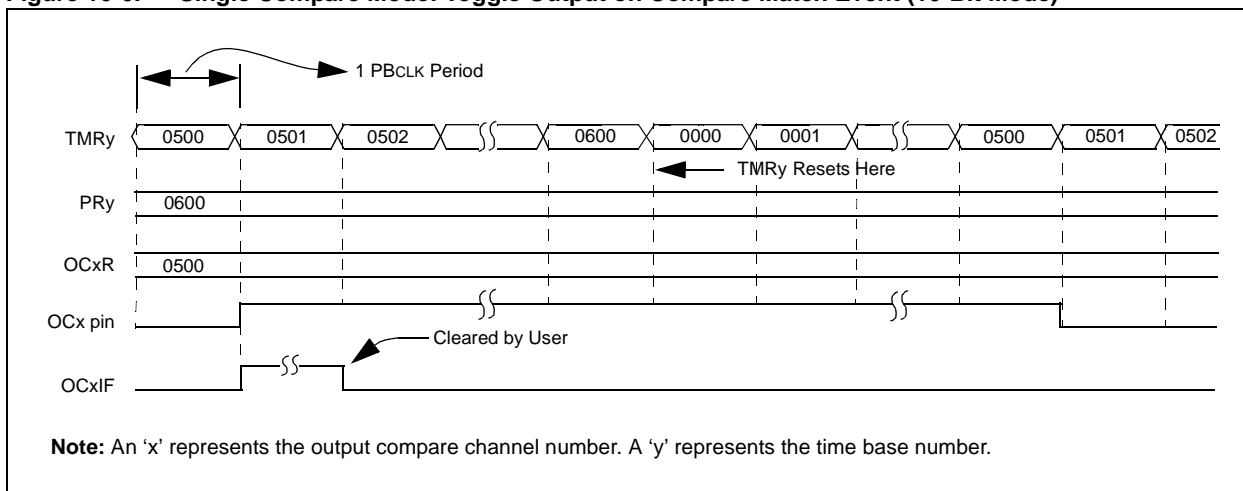 1 PBCLK Period
TMRy 0500 0501 0502 0600 0000 0001 0500 0501 0502
TMRy Resets Here
PRy 0600
OCxR 0500
OCx pin
Cleared by User
OCxIF
Note: An ‘x’ represents the output compare channel number. A ‘y’ represents the time base number.